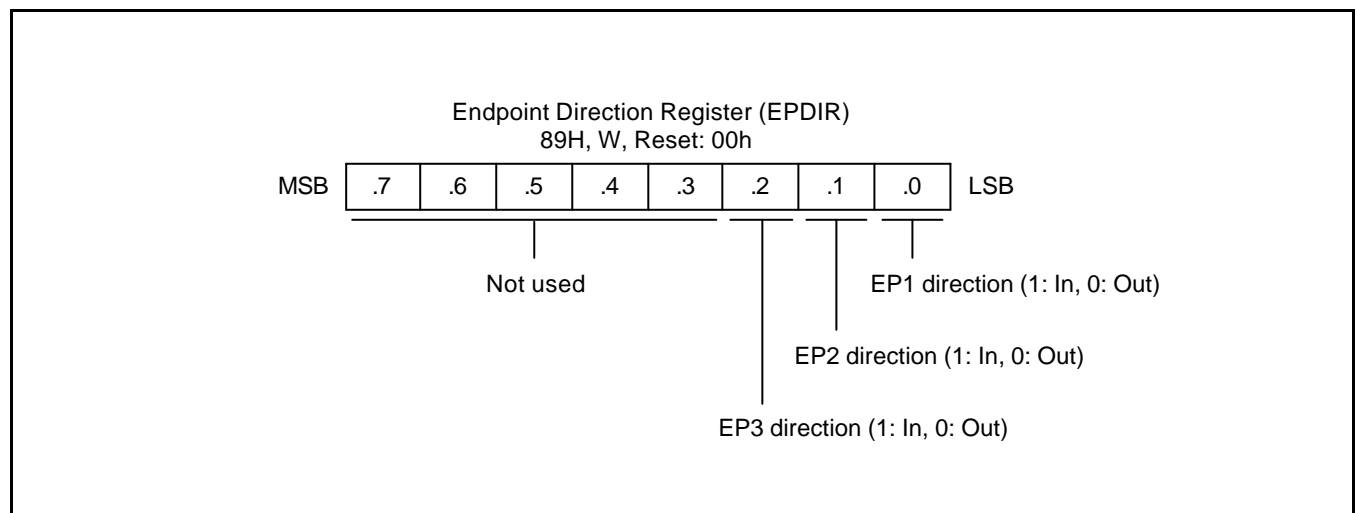 Endpoint Direction Register (EPDIR)
89H, W, Reset: 00h
MSB .7 .6 .5 .4 .3 .2 .1 .0 LSB
Not used
EP1 direction (1: In, 0: Out)
EP2 direction (1: In, 0: Out)
EP3 direction (1: In, 0: Out)